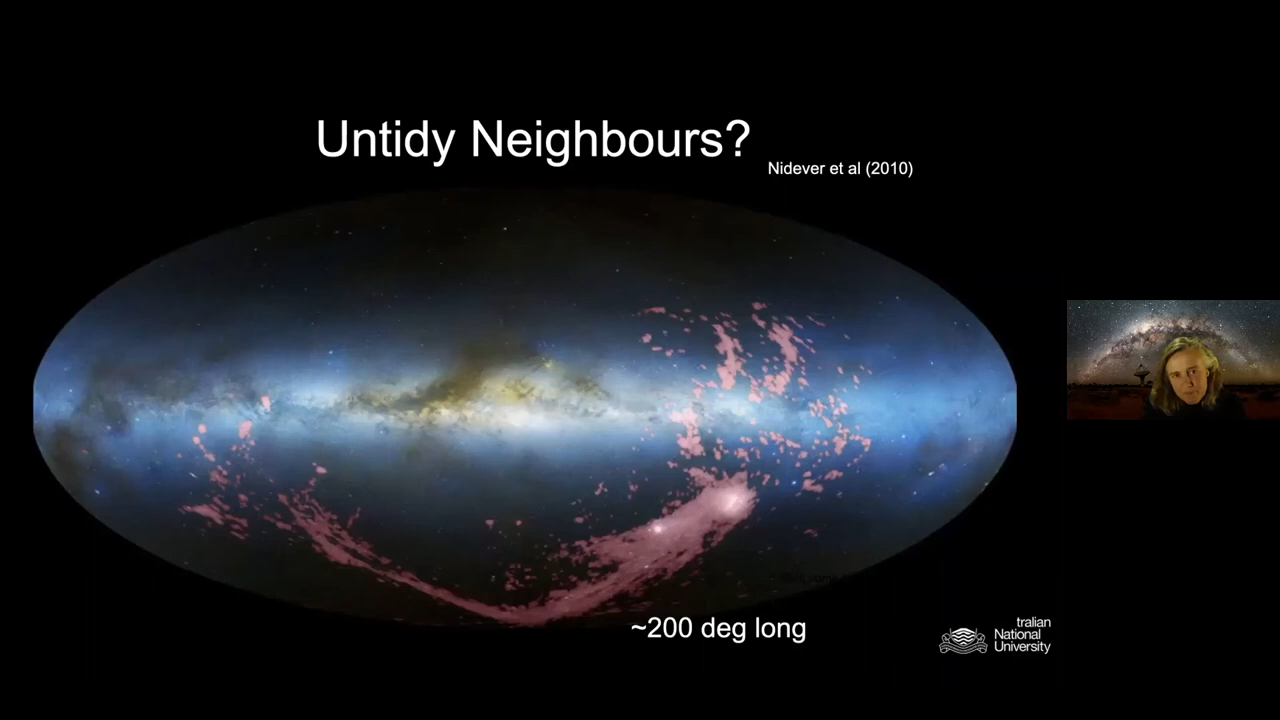 Untidy Neighbours?
Nidever et al (2010)
~200 deg long
tralian
National
University